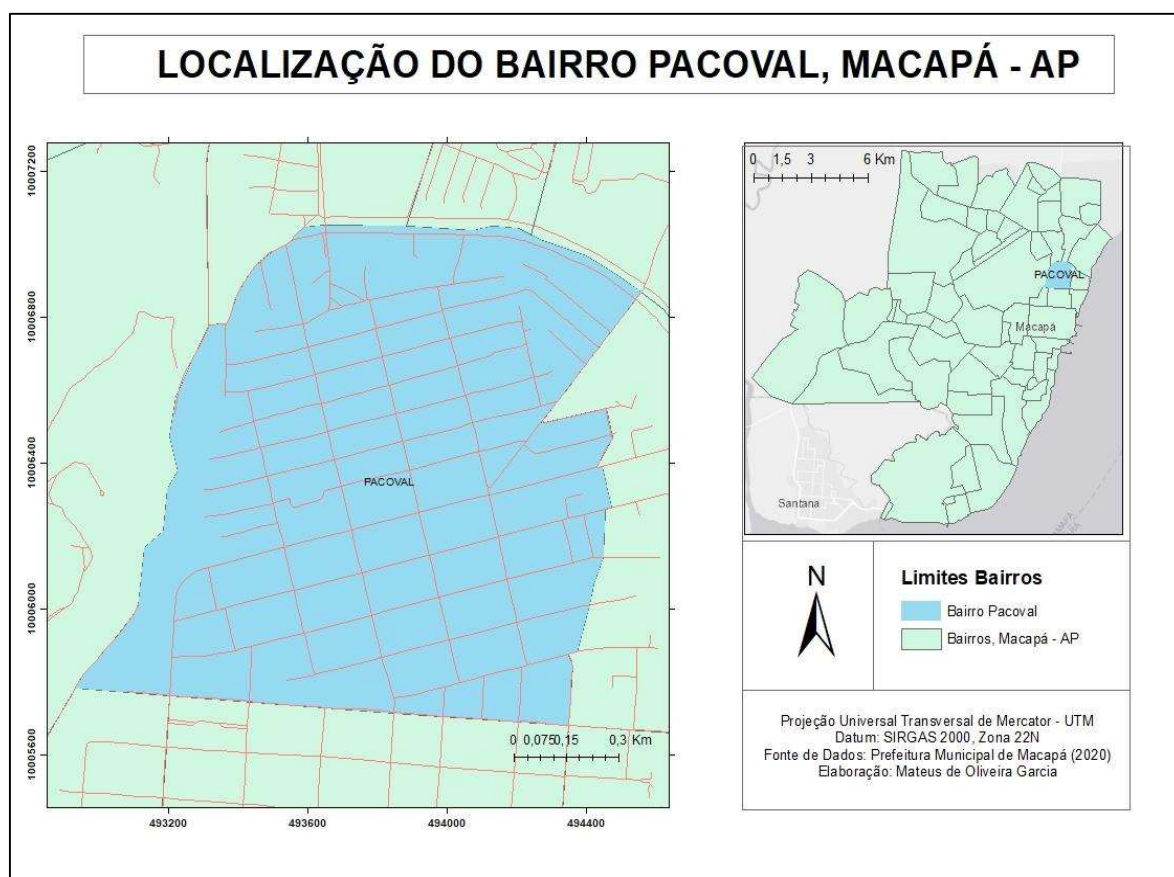 LOCALIZAÇÃO DO BAIRRO PACOVAL, MACAPÁ - AP
10007200
10006800
10006400
10006000
10005600
PACOVAL
0 0,075 0,15 0,3 Km
493200 493600 494000 494400
0 1,5 3 6 Km
PACOVAL
Macapá
Santana
N
Limites Bairros
Bairro Pacoval
Bairros, Macapá - AP
Projeção Universal Transversal de Mercator - UTM
Datum: SIRGAS 2000, Zona 22N
Fonte de Dados: Prefeitura Municipal de Macapá (2020)
Elaboração: Mateus de Oliveira Garcia